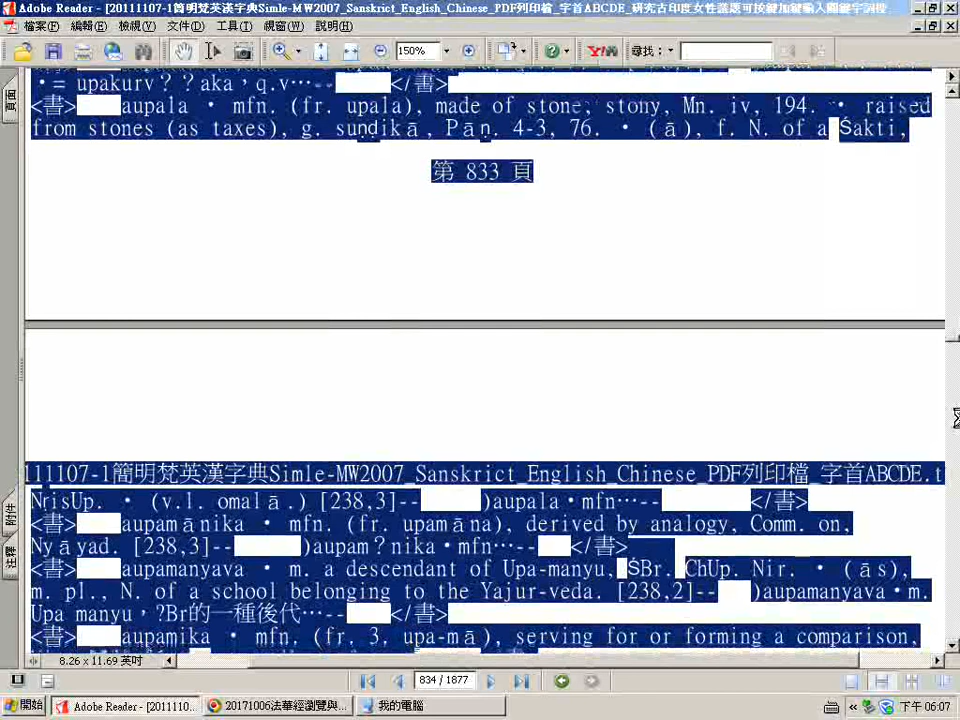 Adobe Reader - [20111107-1簡明梵英漢字典Simle-MW2007_Sanskrict_English_Chinese_PDF列印檔_字首ABCDE_研究古印度女性議題可按鍵
檔案(F) 編輯(E) 檢視(V) 文件(D) 工具(T) 視窗(W) 說明(H)
150% 尋找：
頁面
‧= upakurv？？aka，q.v…-- </書>
<書> aupala ‧ mfn. (fr. upala), made of stone, stony, Mn. iv, 194. ‧ raised
from stones (as taxes), g. suṇḍikā, Pāṇ. 4-3, 76. ‧ (ā), f. N. of a Śakti,
第 833 頁
111107-1簡明梵英漢字典Simle-MW2007_Sanskrict_English_Chinese_PDF列印檔_字首ABCDE.t
NṛisUp. ‧ (v.l. omalā.) [238,3]-- )aupala‧mfn…-- </書>
<書> aupamānika ‧ mfn. (fr. upamāna), derived by analogy, Comm. on,
Nyāyad. [238,3]-- )aupam？nika‧mfn…-- </書>
<書> aupamanyava ‧ m. a descendant of Upa-manyu, ŚBr. ChUp. Nir. ‧ (ās),
m. pl., N. of a school belonging to the Yajur-veda. [238,2]-- )aupamanyava‧m.
Upa manyu，?Br的一種後代…-- </書>
<書> aupamika ‧ mfn. (fr. 3. upa-mā), serving for or forming a comparison,
附件
注釋
8.26 x 11.69 英吋
834 / 1877
開始 Adobe Reader - [2011110... 20171006法華經瀏覽與... 我的電腦 下午 06:07